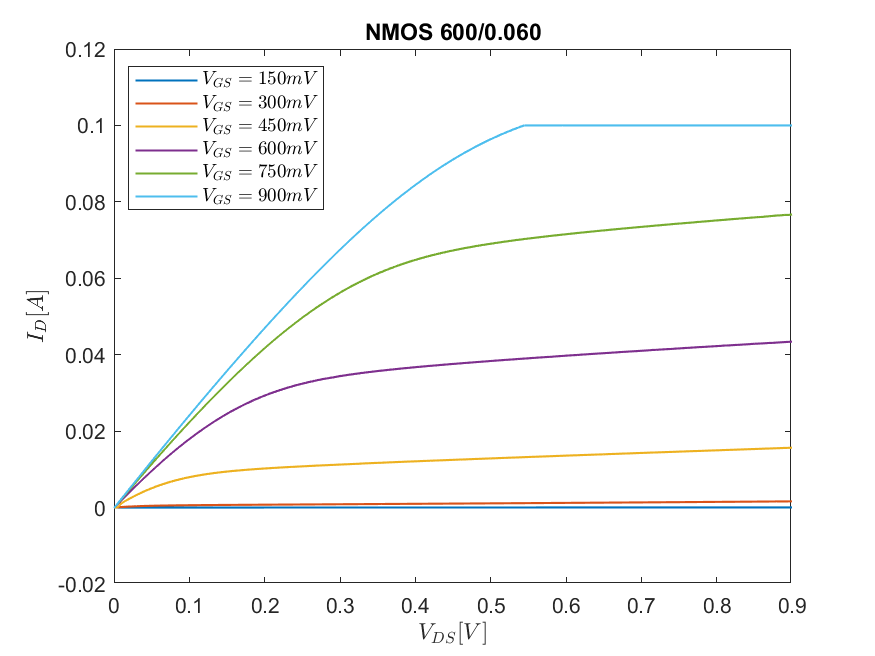 NMOS 600/0.060
0.12
0.1
0.08
0.06
0.04
0.02
0
-0.02
V_GS = 150mV
V_GS = 300mV
V_GS = 450mV
V_GS = 600mV
V_GS = 750mV
V_GS = 900mV
I_D[A]
0 0.1 0.2 0.3 0.4 0.5 0.6 0.7 0.8 0.9
V_DS[V]